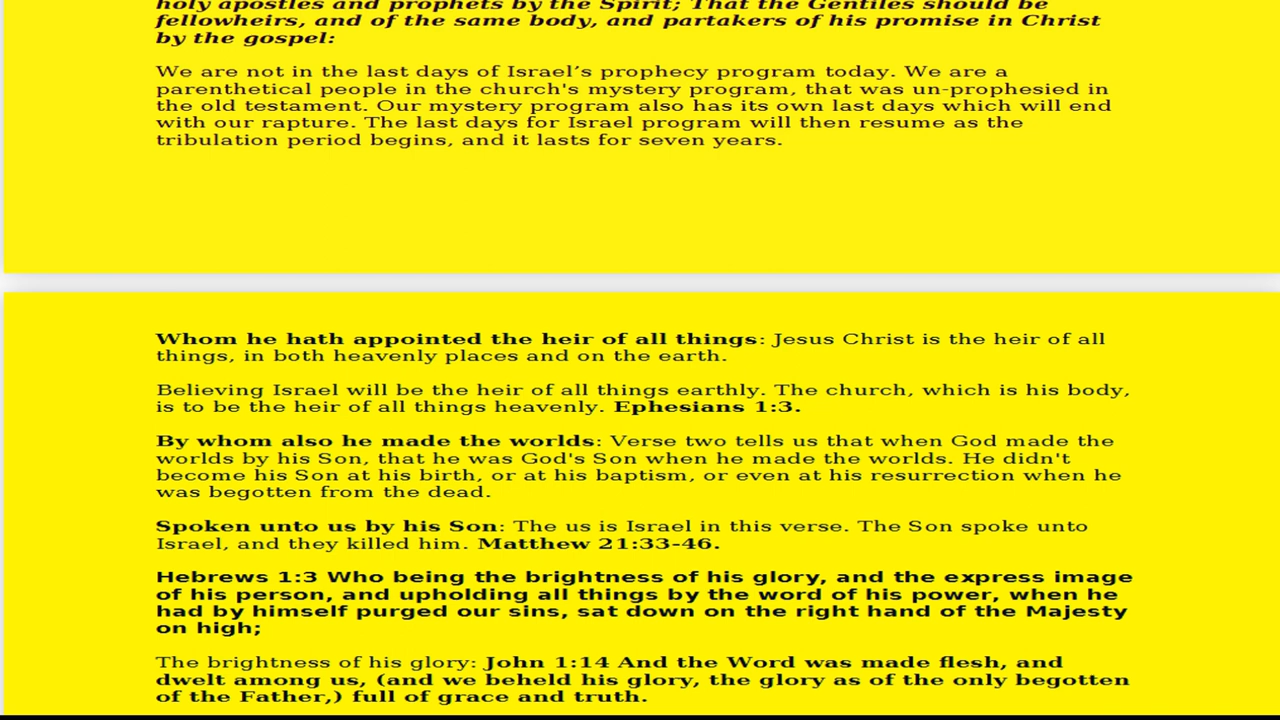 holy apostles and prophets by the Spirit; That the Gentiles should be
fellowheirs, and of the same body, and partakers of his promise in Christ
by the gospel:
We are not in the last days of Israel’s prophecy program today. We are a
parenthetical people in the church's mystery program, that was un-prophesied in
the old testament. Our mystery program also has its own last days which will end
with our rapture. The last days for Israel program will then resume as the
tribulation period begins, and it lasts for seven years.
Whom he hath appointed the heir of all things: Jesus Christ is the heir of all
things, in both heavenly places and on the earth.
Believing Israel will be the heir of all things earthly. The church, which is his body,
is to be the heir of all things heavenly. Ephesians 1:3.
By whom also he made the worlds: Verse two tells us that when God made the
worlds by his Son, that he was God's Son when he made the worlds. He didn't
become his Son at his birth, or at his baptism, or even at his resurrection when he
was begotten from the dead.
Spoken unto us by his Son: The us is Israel in this verse. The Son spoke unto
Israel, and they killed him. Matthew 21:33-46.
Hebrews 1:3 Who being the brightness of his glory, and the express image
of his person, and upholding all things by the word of his power, when he
had by himself purged our sins, sat down on the right hand of the Majesty
on high;
The brightness of his glory: John 1:14 And the Word was made flesh, and
dwelt among us, (and we beheld his glory, the glory as of the only begotten
of the Father,) full of grace and truth.